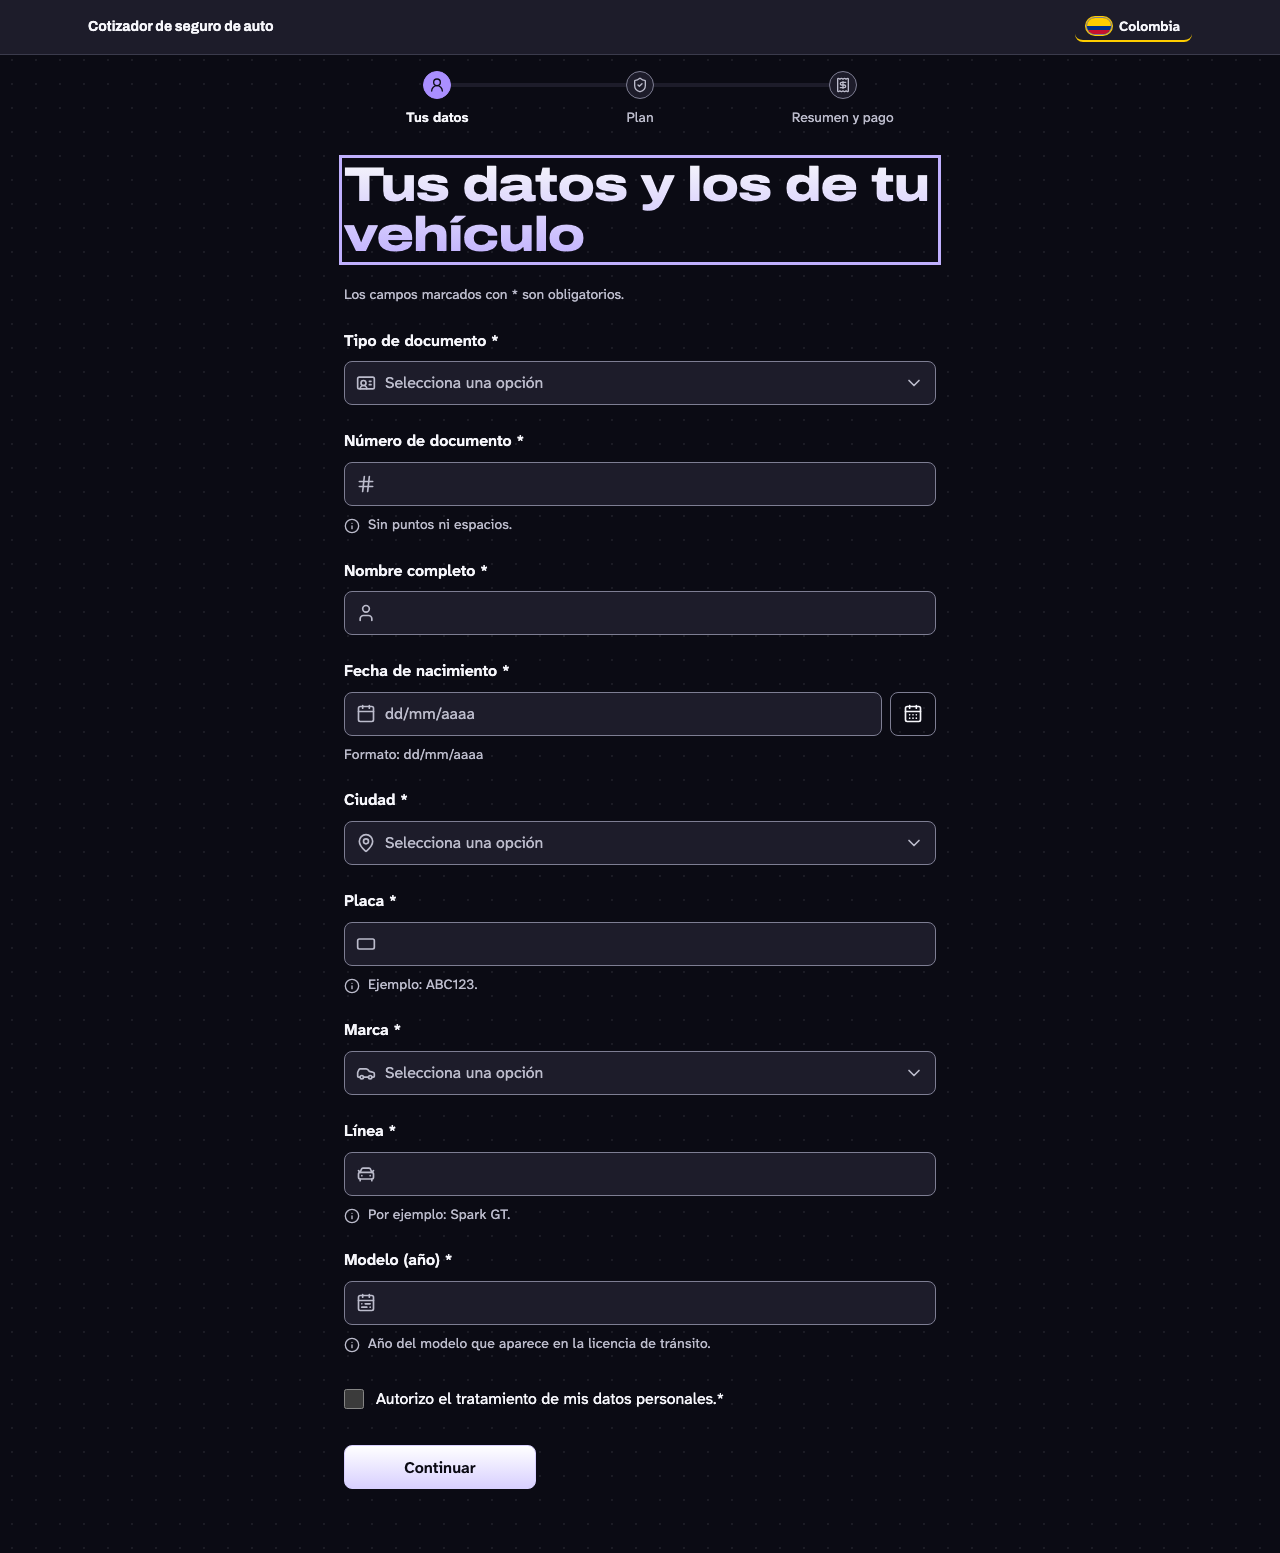 Cotizador de seguro de auto
Colombia
Tus datos
Plan
Resumen y pago
Tus datos y los de tu
vehículo
Los campos marcados con * son obligatorios.
Tipo de documento *
Selecciona una opción
Número de documento *
Sin puntos ni espacios.
Nombre completo *
Fecha de nacimiento *
dd/mm/aaaa
Formato: dd/mm/aaaa
Ciudad *
Selecciona una opción
Placa *
Ejemplo: ABC123.
Marca *
Selecciona una opción
Línea *
Por ejemplo: Spark GT.
Modelo (año) *
Año del modelo que aparece en la licencia de tránsito.
Autorizo el tratamiento de mis datos personales.*
Continuar